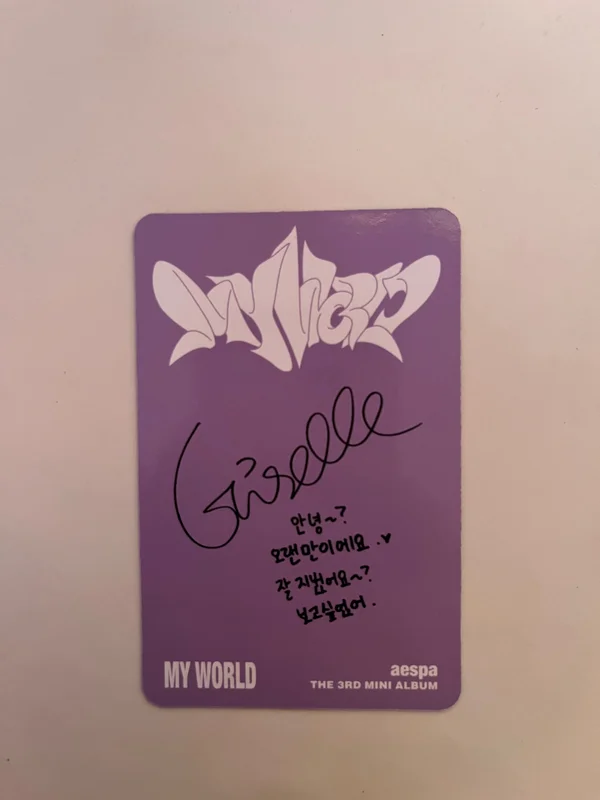 MY WORLD
Giselle
안녕~?
오랜만이에요.♥
잘 지냈어요~?
보고싶었어.
MY WORLD
aespa
THE 3RD MINI ALBUM